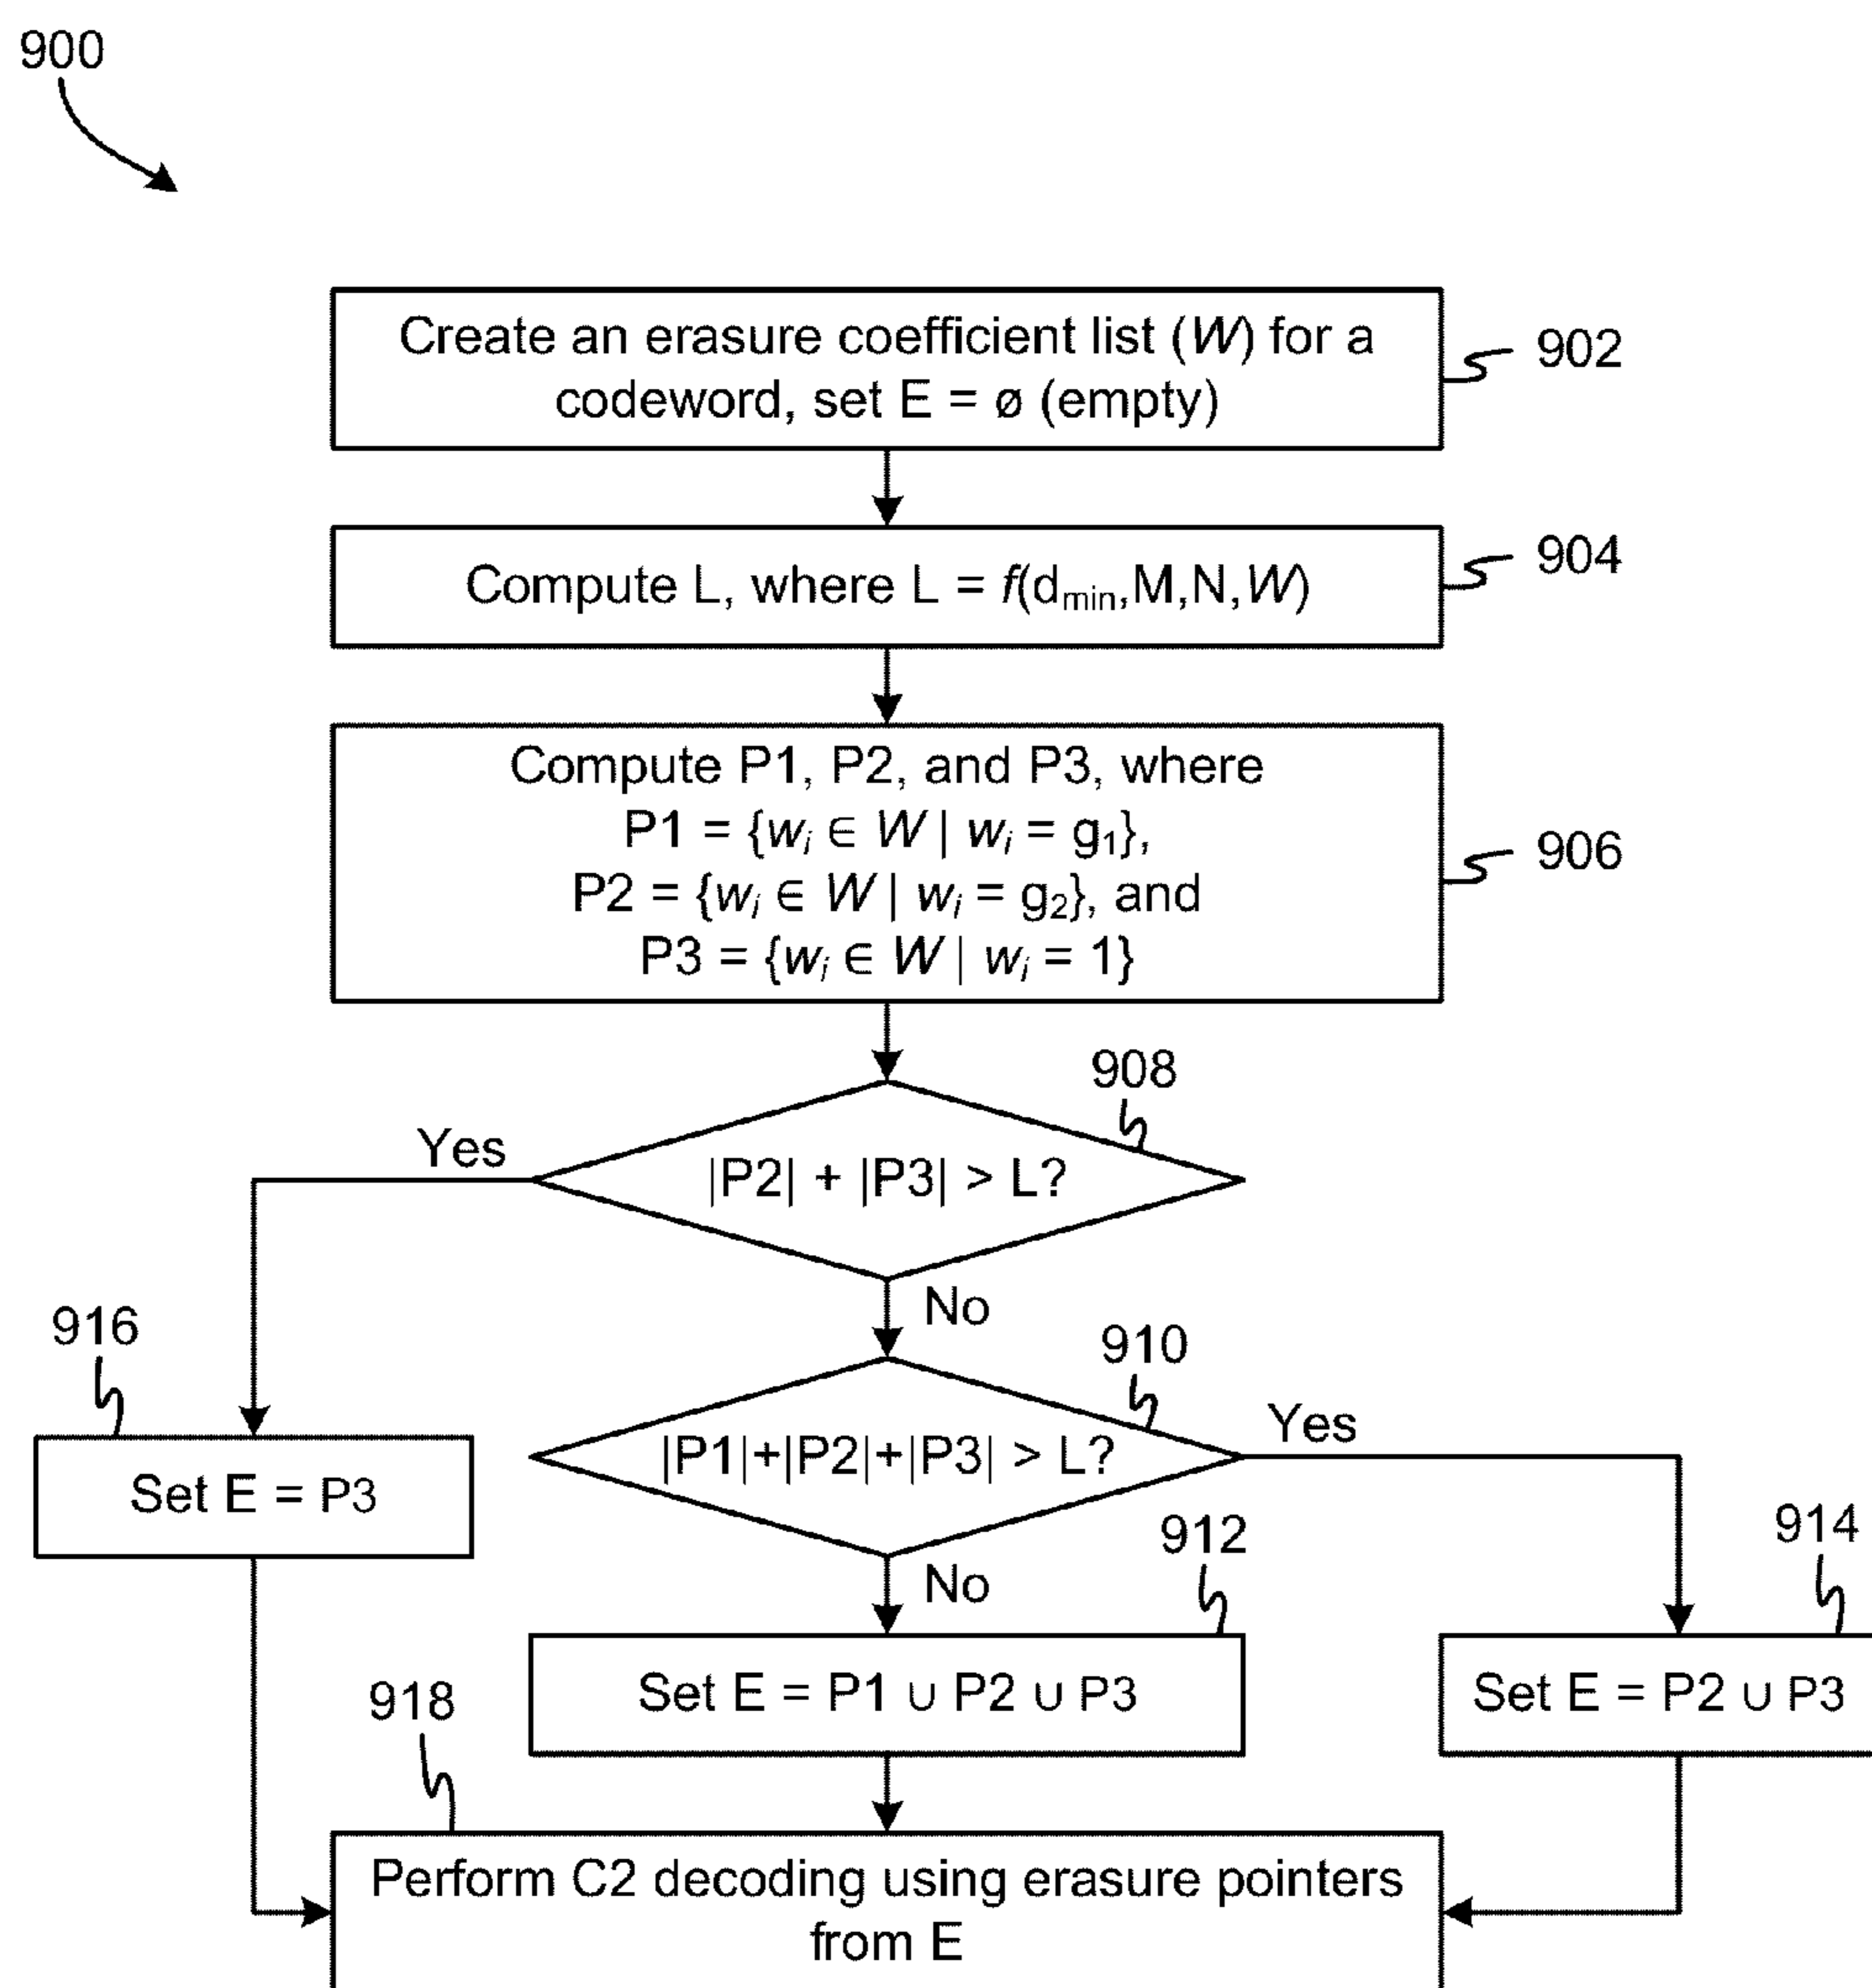 900
Create an erasure coefficient list (W) for a
codeword, set E = ø (empty)
902
Compute L, where L = f(dmin,M,N,W)
904
Compute P1, P2, and P3, where
P1 = {wi ∈ W | wi = g1},
P2 = {wi ∈ W | wi = g2}, and
P3 = {wi ∈ W | wi = 1}
906
908
Yes
|P2| + |P3| > L?
No
916
910
Yes
|P1|+|P2|+|P3| > L?
Set E = P3
912
914
No
Set E = P1 ∪ P2 ∪ P3
Set E = P2 ∪ P3
918
Perform C2 decoding using erasure pointers
from E